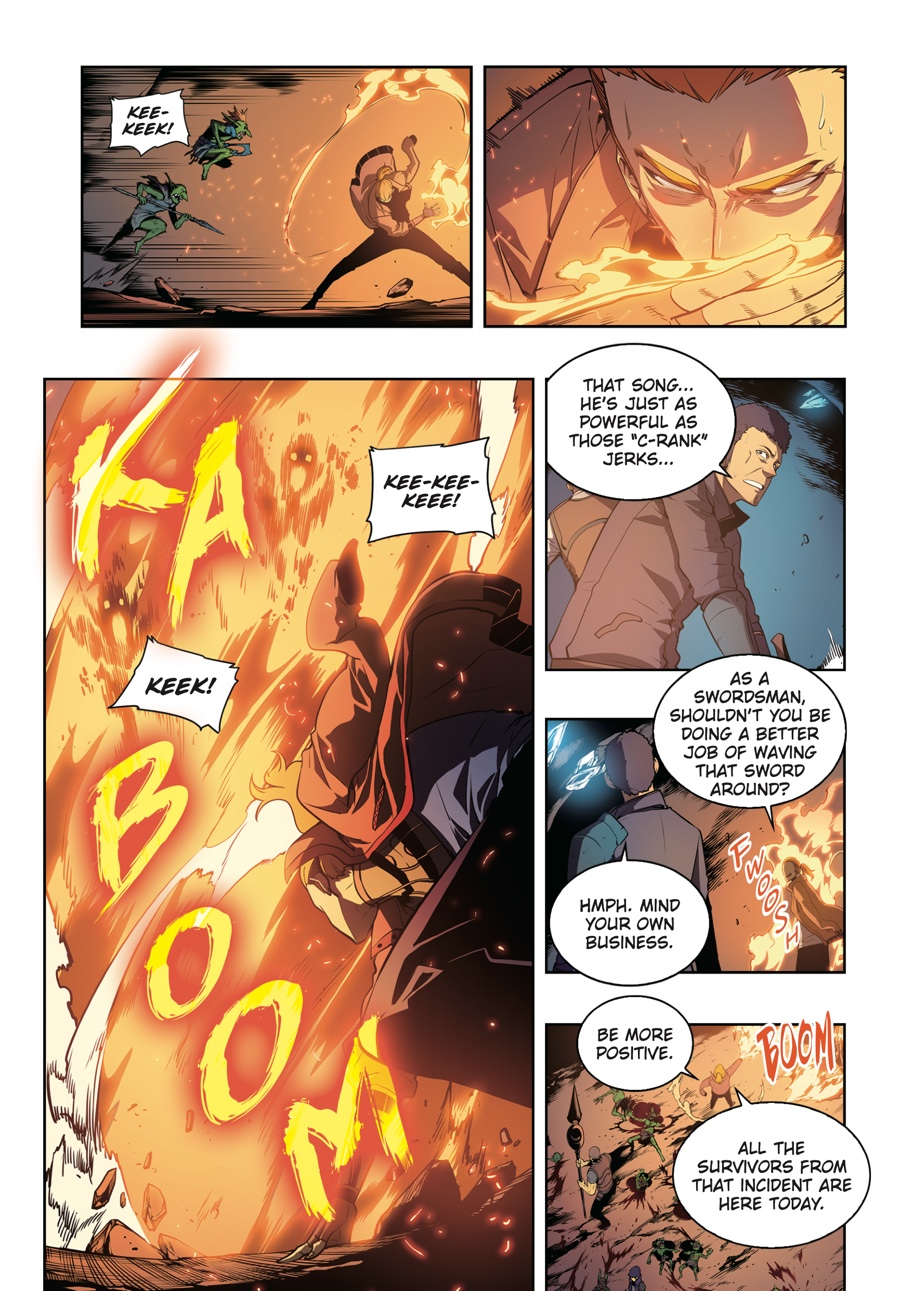 KEE-
KEEK!
KA
BOOM
KEE-KEE-
KEEE!
KEEK!
THAT SONG...
HE'S JUST AS
POWERFUL AS
THOSE "C-RANK"
JERKS...
AS A
SWORDSMAN,
SHOULDN'T YOU BE
DOING A BETTER
JOB OF WAVING
THAT SWORD
AROUND?
FWOOSH
HMPH. MIND
YOUR OWN
BUSINESS.
BE MORE
POSITIVE.
BOOM
ALL THE
SURVIVORS FROM
THAT INCIDENT ARE
HERE TODAY.